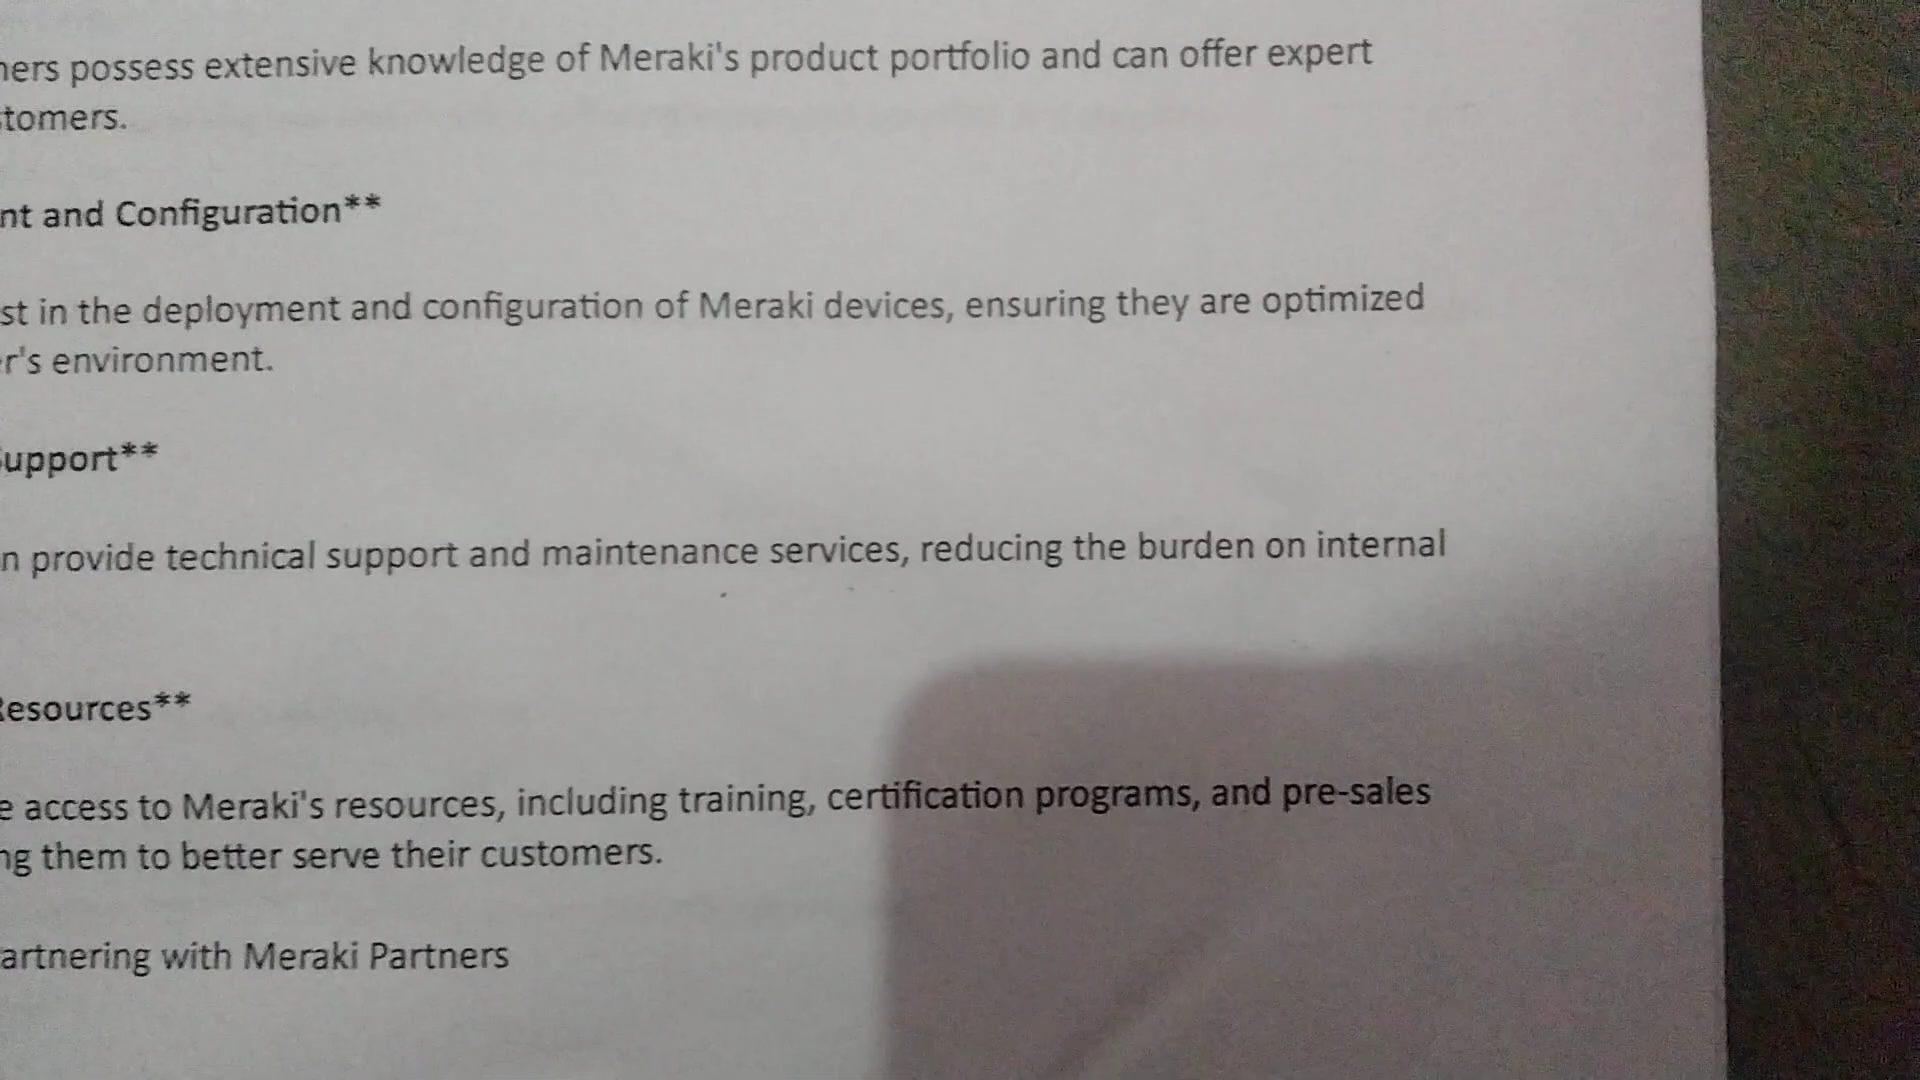 ners possess extensive knowledge of Meraki's product portfolio and can offer expert
tomers.
nt and Configuration**
st in the deployment and configuration of Meraki devices, ensuring they are optimized
r's environment.
upport**
n provide technical support and maintenance services, reducing the burden on internal
esources**
e access to Meraki's resources, including training, certification programs, and pre-sales
ng them to better serve their customers.
artnering with Meraki Partners